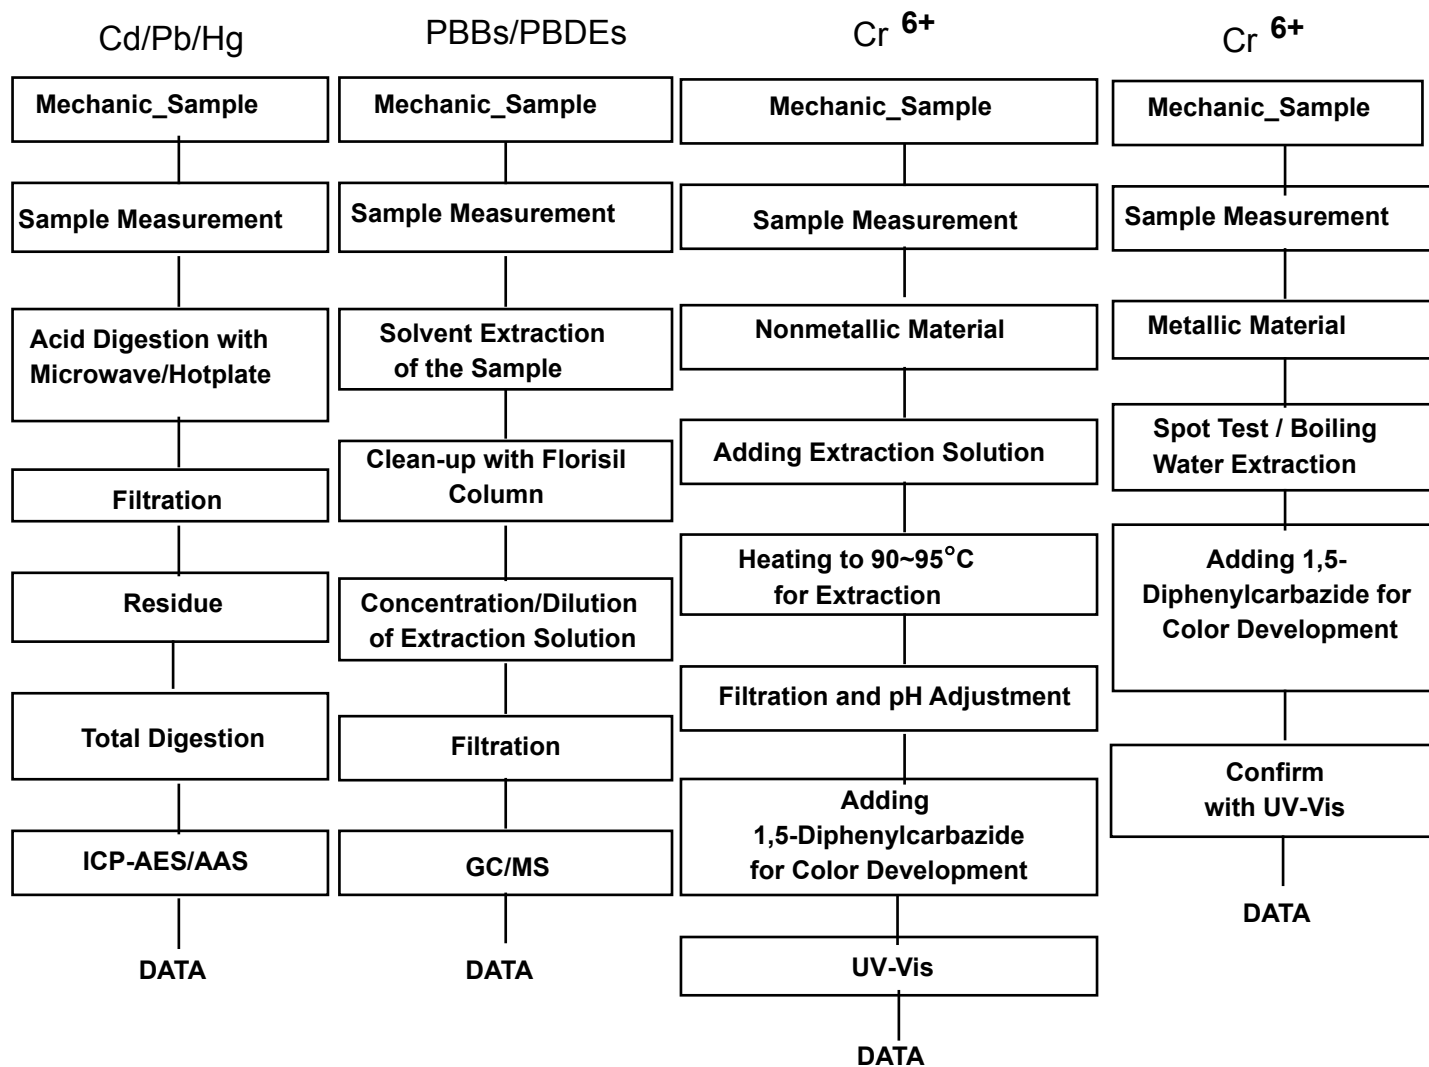 Cd/Pb/Hg
Mechanic_Sample
Sample Measurement
Acid Digestion with
Microwave/Hotplate
Filtration
Residue
Total Digestion
ICP-AES/AAS
DATA
PBBs/PBDEs
Mechanic_Sample
Sample Measurement
Solvent Extraction
of the Sample
Clean-up with Florisil
Column
Concentration/Dilution
of Extraction Solution
Filtration
GC/MS
DATA
Cr 6+
Mechanic_Sample
Sample Measurement
Nonmetallic Material
Adding Extraction Solution
Heating to 90~95°C
for Extraction
Filtration and pH Adjustment
Adding
1,5-Diphenylcarbazide
for Color Development
UV-Vis
DATA
Cr 6+
Mechanic_Sample
Sample Measurement
Metallic Material
Spot Test / Boiling
Water Extraction
Adding 1,5-
Diphenylcarbazide for
Color Development
Confirm
with UV-Vis
DATA